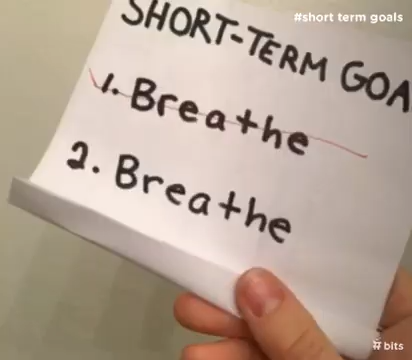 #short term goals
SHORT-TERM GOA
1. Breathe
2. Breathe
bits